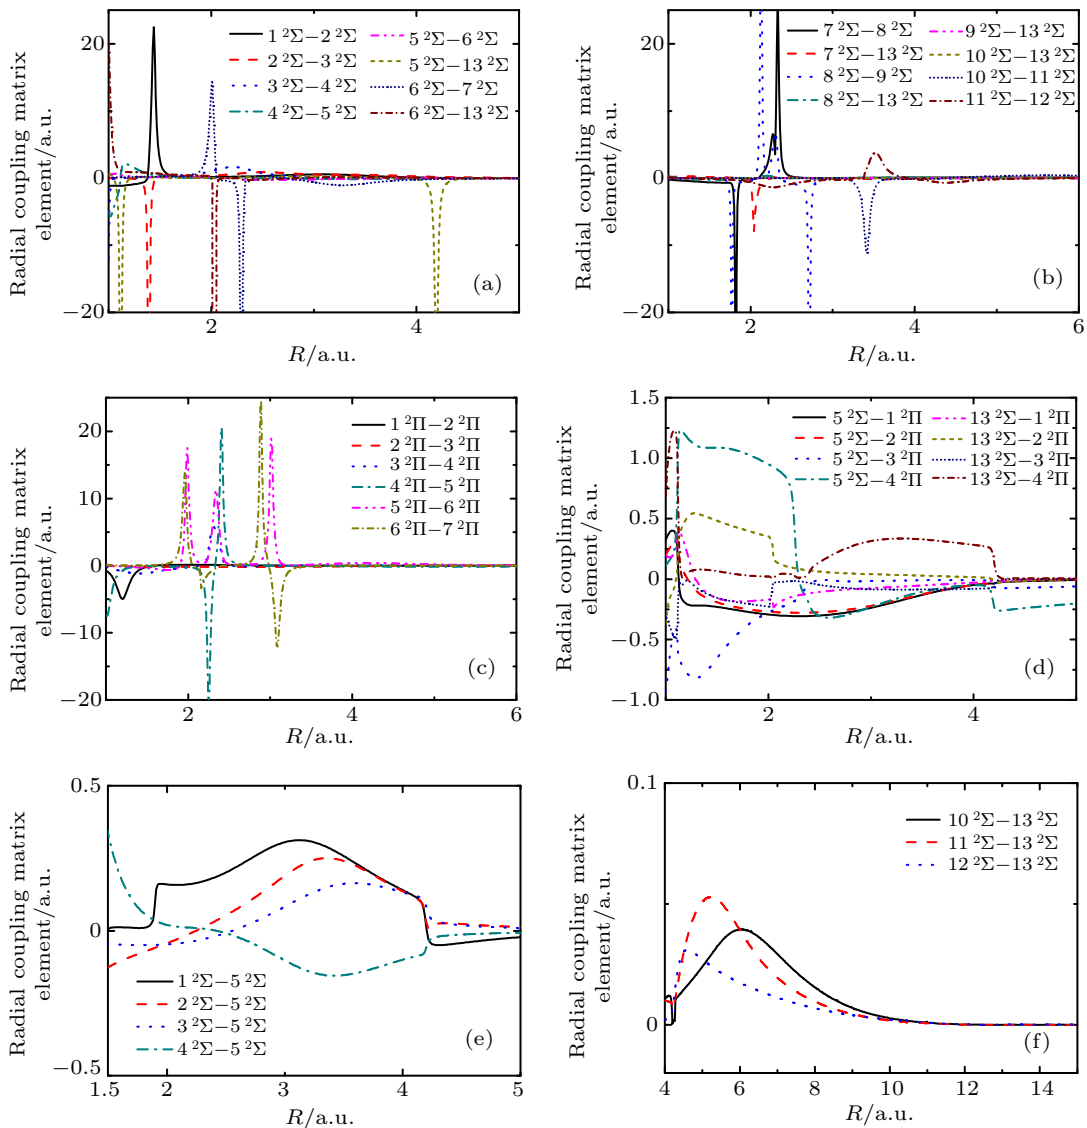 Radial coupling matrix
element/a.u.
20
0
−20
2
4
R/a.u.
1 ²Σ−2 ²Σ
2 ²Σ−3 ²Σ
3 ²Σ−4 ²Σ
4 ²Σ−5 ²Σ
5 ²Σ−6 ²Σ
5 ²Σ−13 ²Σ
6 ²Σ−7 ²Σ
6 ²Σ−13 ²Σ
(a)
Radial coupling matrix
element/a.u.
20
0
−20
2
4
6
R/a.u.
7 ²Σ−8 ²Σ
7 ²Σ−13 ²Σ
8 ²Σ−9 ²Σ
8 ²Σ−13 ²Σ
9 ²Σ−13 ²Σ
10 ²Σ−13 ²Σ
10 ²Σ−11 ²Σ
11 ²Σ−12 ²Σ
(b)
Radial coupling matrix
element/a.u.
20
10
0
−10
−20
2
4
6
R/a.u.
1 ²Π−2 ²Π
2 ²Π−3 ²Π
3 ²Π−4 ²Π
4 ²Π−5 ²Π
5 ²Π−6 ²Π
6 ²Π−7 ²Π
(c)
Radial coupling matrix
element/a.u.
1.5
1.0
0.5
0
−0.5
−1.0
2
4
R/a.u.
5 ²Σ−1 ²Π
5 ²Σ−2 ²Π
5 ²Σ−3 ²Π
5 ²Σ−4 ²Π
13 ²Σ−1 ²Π
13 ²Σ−2 ²Π
13 ²Σ−3 ²Π
13 ²Σ−4 ²Π
(d)
Radial coupling matrix
element/a.u.
0.5
0
−0.5
1.5
2
3
4
5
R/a.u.
1 ²Σ−5 ²Σ
2 ²Σ−5 ²Σ
3 ²Σ−5 ²Σ
4 ²Σ−5 ²Σ
(e)
Radial coupling matrix
element/a.u.
0.1
0
4
6
8
10
12
14
R/a.u.
10 ²Σ−13 ²Σ
11 ²Σ−13 ²Σ
12 ²Σ−13 ²Σ
(f)